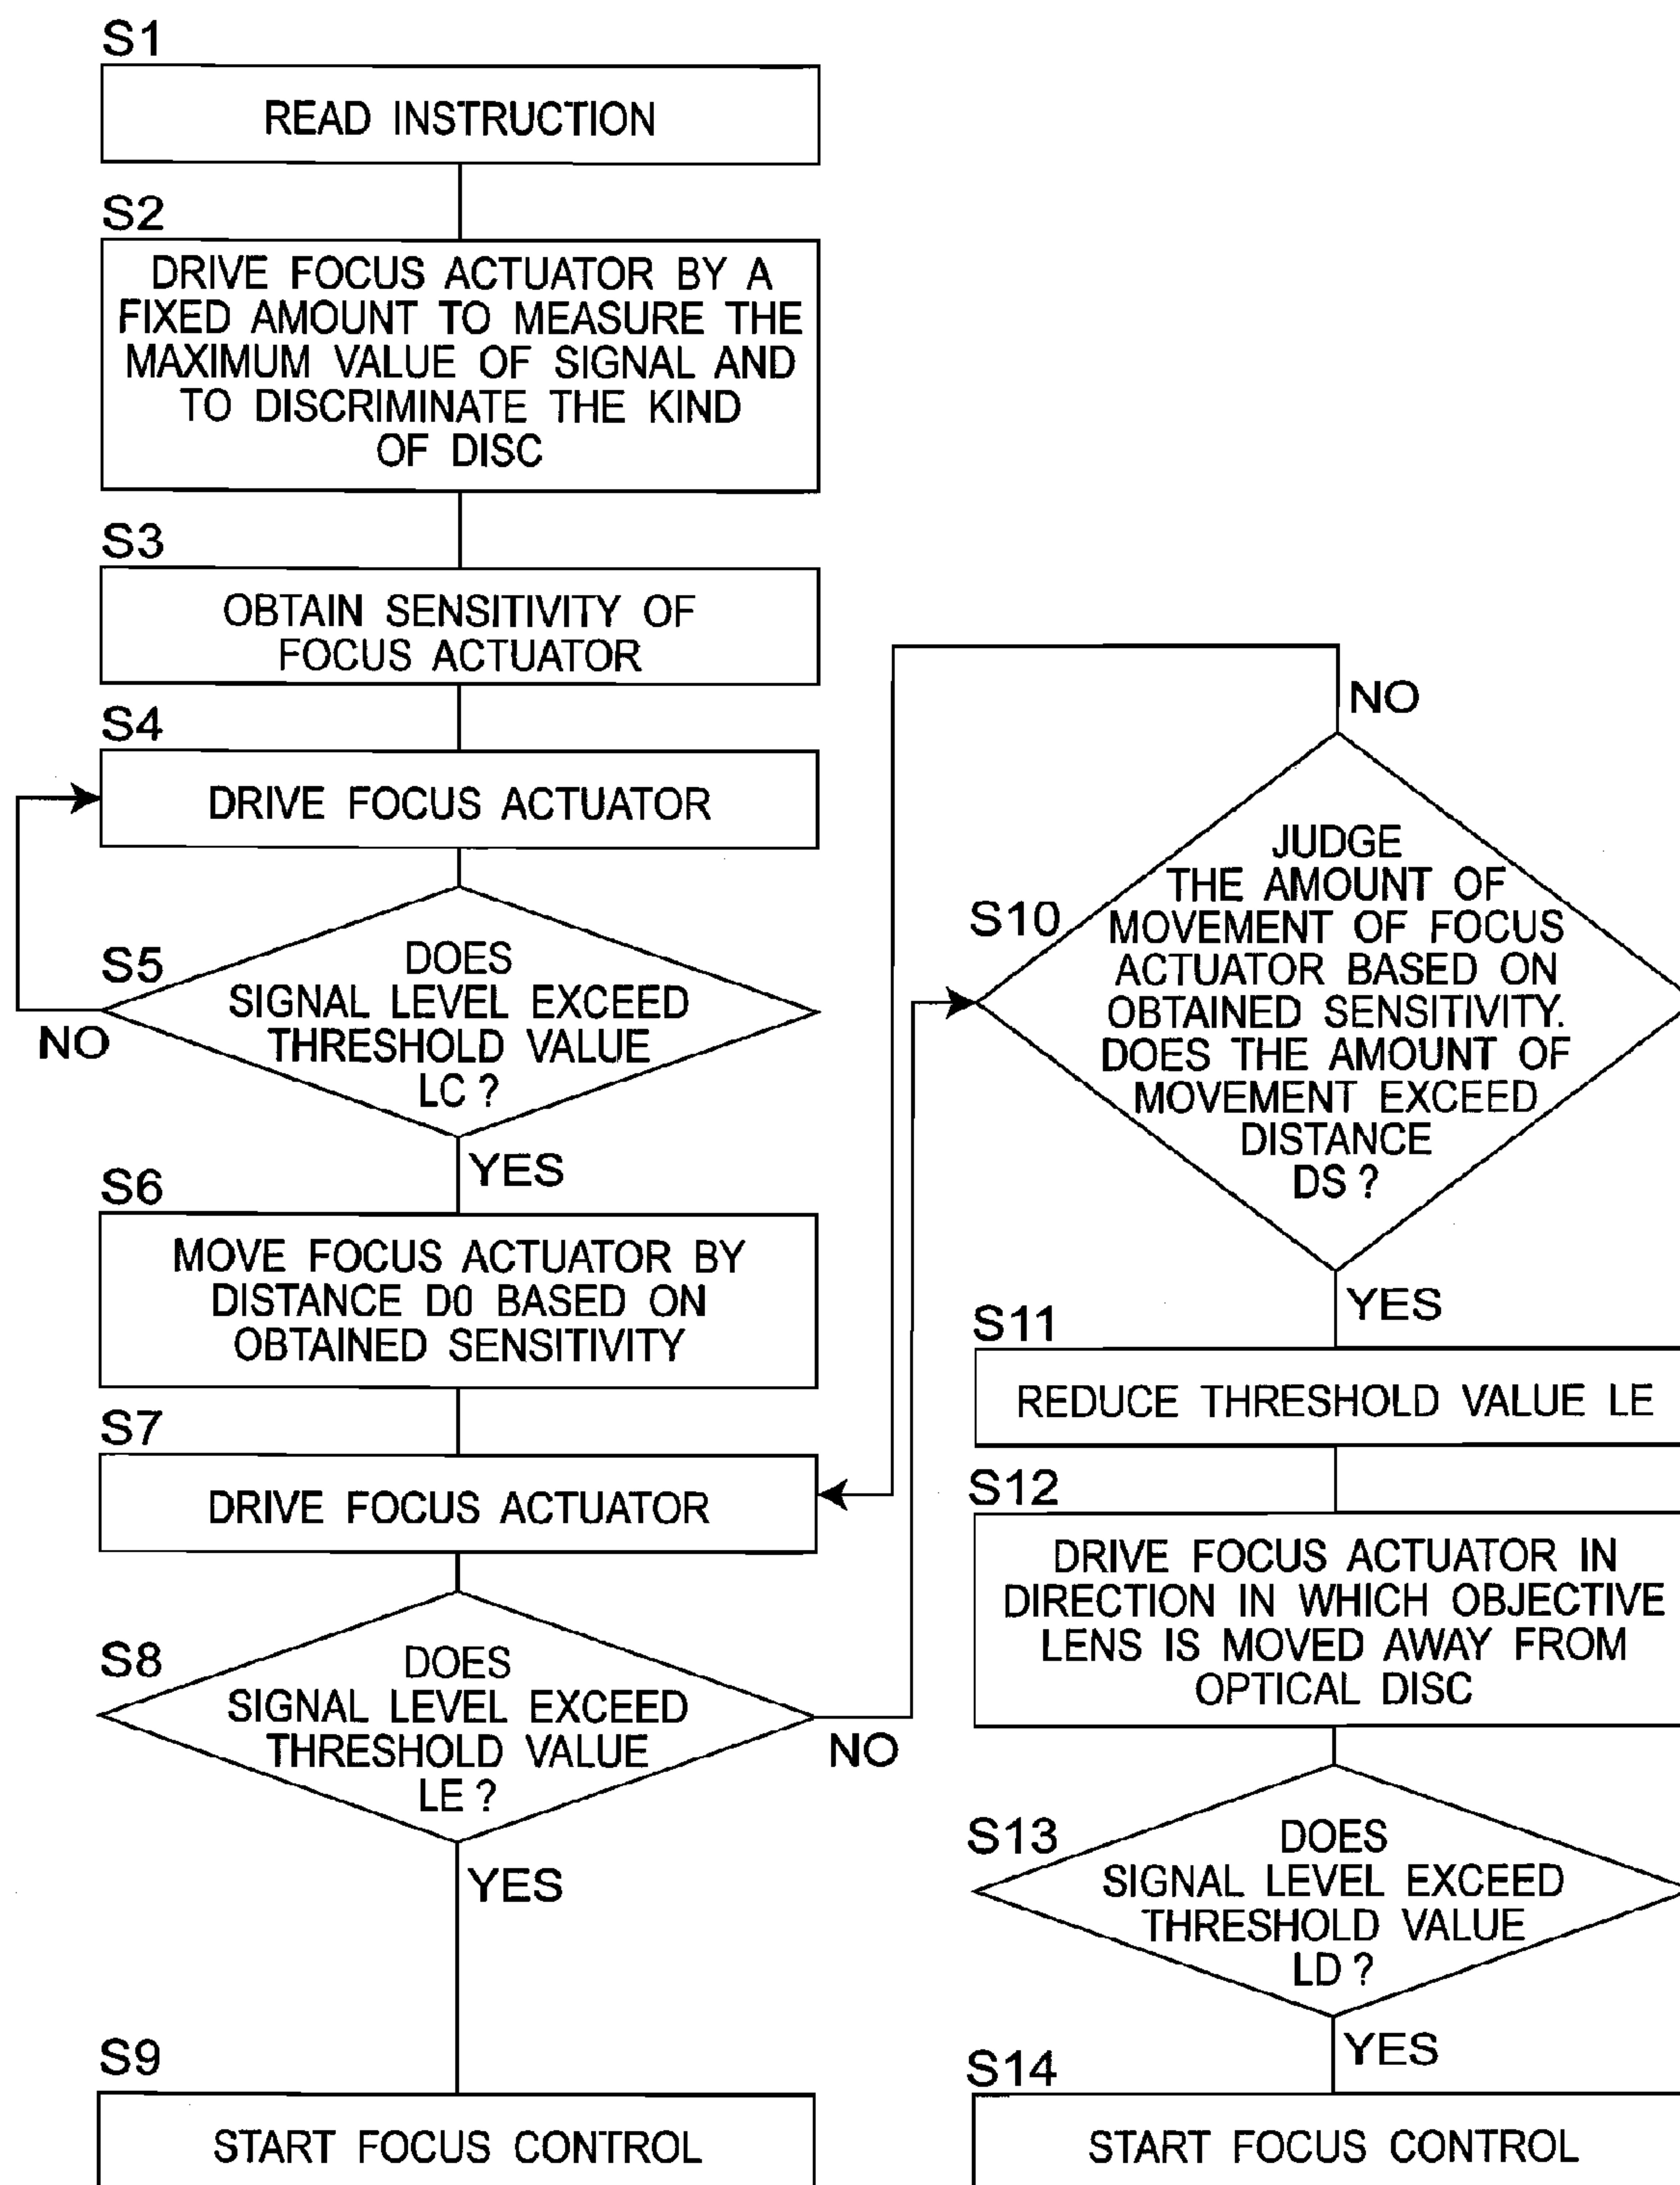 S1
READ INSTRUCTION
S2
DRIVE FOCUS ACTUATOR BY A
FIXED AMOUNT TO MEASURE THE
MAXIMUM VALUE OF SIGNAL AND
TO DISCRIMINATE THE KIND
OF DISC
S3
OBTAIN SENSITIVITY OF
FOCUS ACTUATOR
S4
DRIVE FOCUS ACTUATOR
S5
DOES
SIGNAL LEVEL EXCEED
THRESHOLD VALUE
LC ?
NO
YES
S6
MOVE FOCUS ACTUATOR BY
DISTANCE D0 BASED ON
OBTAINED SENSITIVITY
S7
DRIVE FOCUS ACTUATOR
S8
DOES
SIGNAL LEVEL EXCEED
THRESHOLD VALUE
LE ?
NO
YES
S9
START FOCUS CONTROL
NO
S10
JUDGE
THE AMOUNT OF
MOVEMENT OF FOCUS
ACTUATOR BASED ON
OBTAINED SENSITIVITY.
DOES THE AMOUNT OF
MOVEMENT EXCEED
DISTANCE
DS ?
YES
S11
REDUCE THRESHOLD VALUE LE
S12
DRIVE FOCUS ACTUATOR IN
DIRECTION IN WHICH OBJECTIVE
LENS IS MOVED AWAY FROM
OPTICAL DISC
S13
DOES
SIGNAL LEVEL EXCEED
THRESHOLD VALUE
LD ?
YES
S14
START FOCUS CONTROL